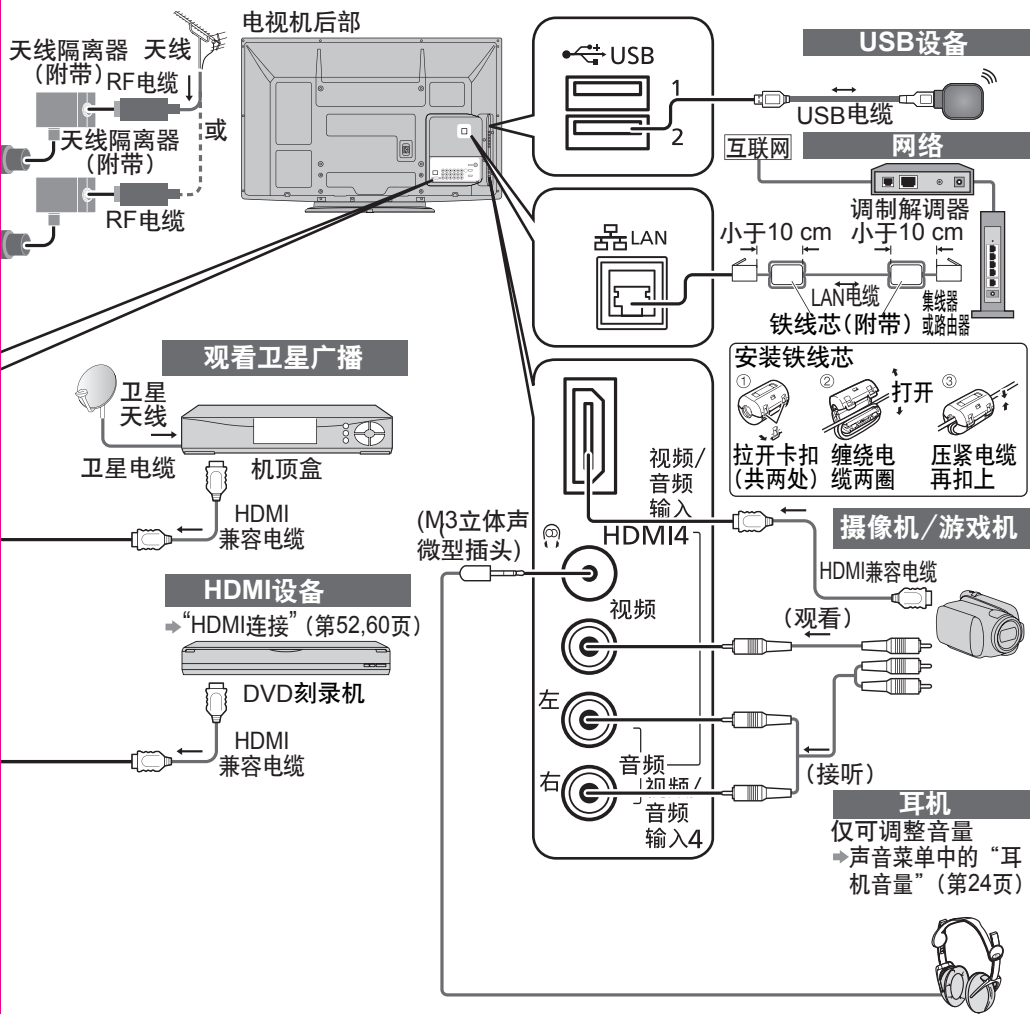 电视机后部
天线隔离器
（附带）
天线
RF电缆
或
天线隔离器
（附带）
RF电缆
USB
1
2
USB设备
USB电缆
互联网
网络
调制解调器
LAN
小于10 cm
小于10 cm
LAN电缆
铁线芯（附带）
集线器
或路由器
安装铁线芯
①
拉开卡扣
（共两处）
②
打开
缠绕电
缆两圈
③
压紧电缆
再扣上
观看卫星广播
卫星
天线
卫星电缆
机顶盒
HDMI
兼容电缆
HDMI设备
“HDMI连接”（第52,60页）
DVD刻录机
HDMI
兼容电缆
视频/
音频
输入
HDMI4
(M3立体声
微型插头)
视频
左
音频
右
视频/
音频
输入4
摄像机/游戏机
HDMI兼容电缆
（观看）
（接听）
耳机
仅可调整音量
声音菜单中的“耳
机音量”（第24页）